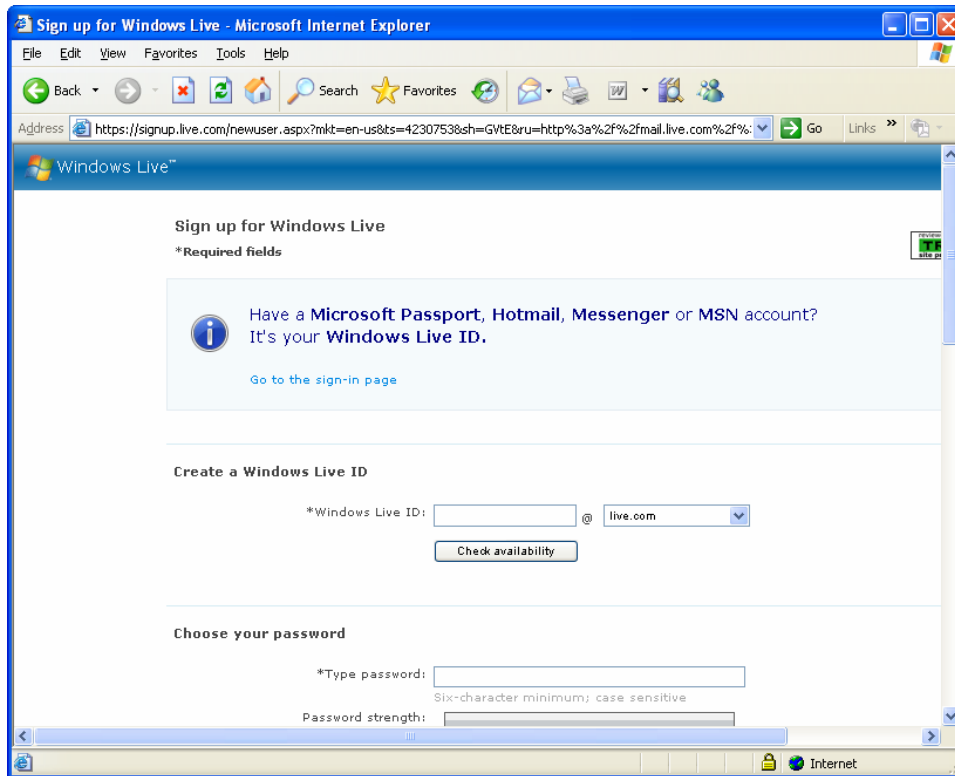 Sign up for Windows Live - Microsoft Internet Explorer
File Edit View Favorites Tools Help
Back Search Favorites
Address https://signup.live.com/newuser.aspx?mkt=en-us&ts=4230753&sh=GVtE&ru=http%3a%2f%2fmail.live.com%2f%: Go Links »
Windows Live™
Sign up for Windows Live
*Required fields
Have a Microsoft Passport, Hotmail, Messenger or MSN account?
It's your Windows Live ID.
Go to the sign-in page
Create a Windows Live ID
*Windows Live ID: @ live.com
Check availability
Choose your password
*Type password:
Six-character minimum; case sensitive
Password strength:
Internet